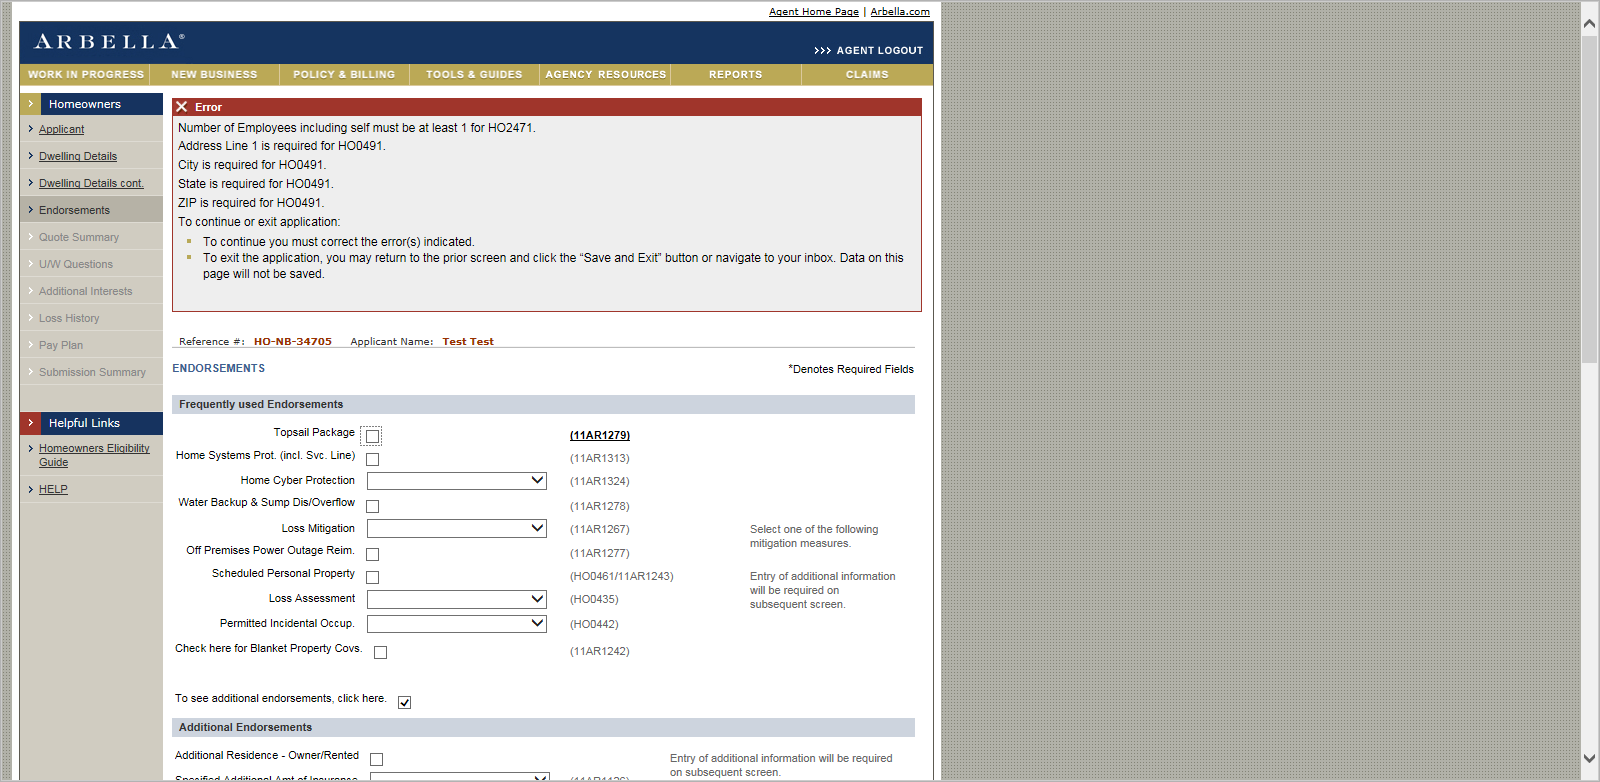 Agent Home Page | Arbella.com
ARBELLA®
>>> AGENT LOGOUT
WORK IN PROGRESS NEW BUSINESS POLICY & BILLING TOOLS & GUIDES AGENCY RESOURCES REPORTS CLAIMS
Homeowners
Applicant
Dwelling Details
Dwelling Details cont.
Endorsements
Quote Summary
U/W Questions
Additional Interests
Loss History
Pay Plan
Submission Summary
Helpful Links
Homeowners Eligibility
Guide
HELP
Error
Number of Employees including self must be at least 1 for HO2471.
Address Line 1 is required for HO0491.
City is required for HO0491.
State is required for HO0491.
ZIP is required for HO0491.
To continue or exit application:
To continue you must correct the error(s) indicated.
To exit the application, you may return to the prior screen and click the “Save and Exit” button or navigate to your inbox. Data on this
page will not be saved.
Reference #: HO-NB-34705 Applicant Name: Test Test
ENDORSEMENTS
*Denotes Required Fields
Frequently used Endorsements
Topsail Package (11AR1279)
Home Systems Prot. (incl. Svc. Line) (11AR1313)
Home Cyber Protection (11AR1324)
Water Backup & Sump Dis/Overflow (11AR1278)
Loss Mitigation (11AR1267) Select one of the following
mitigation measures.
Off Premises Power Outage Reim. (11AR1277)
Scheduled Personal Property (HO0461/11AR1243) Entry of additional information
will be required on
subsequent screen.
Loss Assessment (HO0435)
Permitted Incidental Occup. (HO0442)
Check here for Blanket Property Covs. (11AR1242)
To see additional endorsements, click here.
Additional Endorsements
Additional Residence - Owner/Rented Entry of additional information will be required
on subsequent screen.
Specified Additional Amt of Insurance